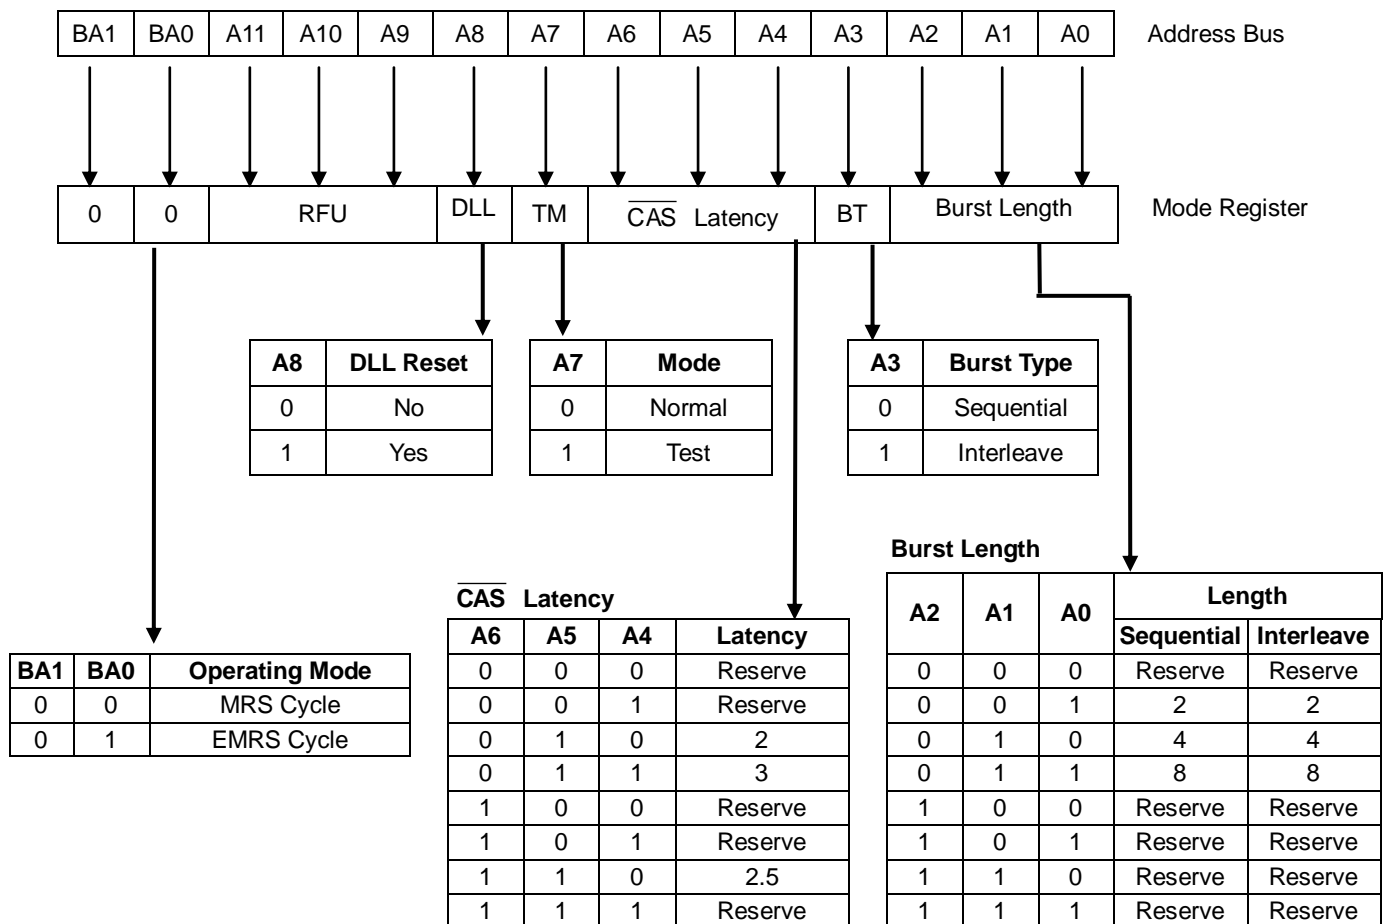 BA1 BA0 A11 A10 A9 A8 A7 A6 A5 A4 A3 A2 A1 A0 Address Bus
0 0 RFU DLL TM CAS Latency BT Burst Length Mode Register
A8 DLL Reset
0 No
1 Yes
A7 Mode
0 Normal
1 Test
A3 Burst Type
0 Sequential
1 Interleave
BA1 BA0 Operating Mode
0 0 MRS Cycle
0 1 EMRS Cycle
CAS Latency
A6 A5 A4 Latency
0 0 0 Reserve
0 0 1 Reserve
0 1 0 2
0 1 1 3
1 0 0 Reserve
1 0 1 Reserve
1 1 0 2.5
1 1 1 Reserve
Burst Length
A2 A1 A0 Length
Sequential Interleave
0 0 0 Reserve Reserve
0 0 1 2 2
0 1 0 4 4
0 1 1 8 8
1 0 0 Reserve Reserve
1 0 1 Reserve Reserve
1 1 0 Reserve Reserve
1 1 1 Reserve Reserve